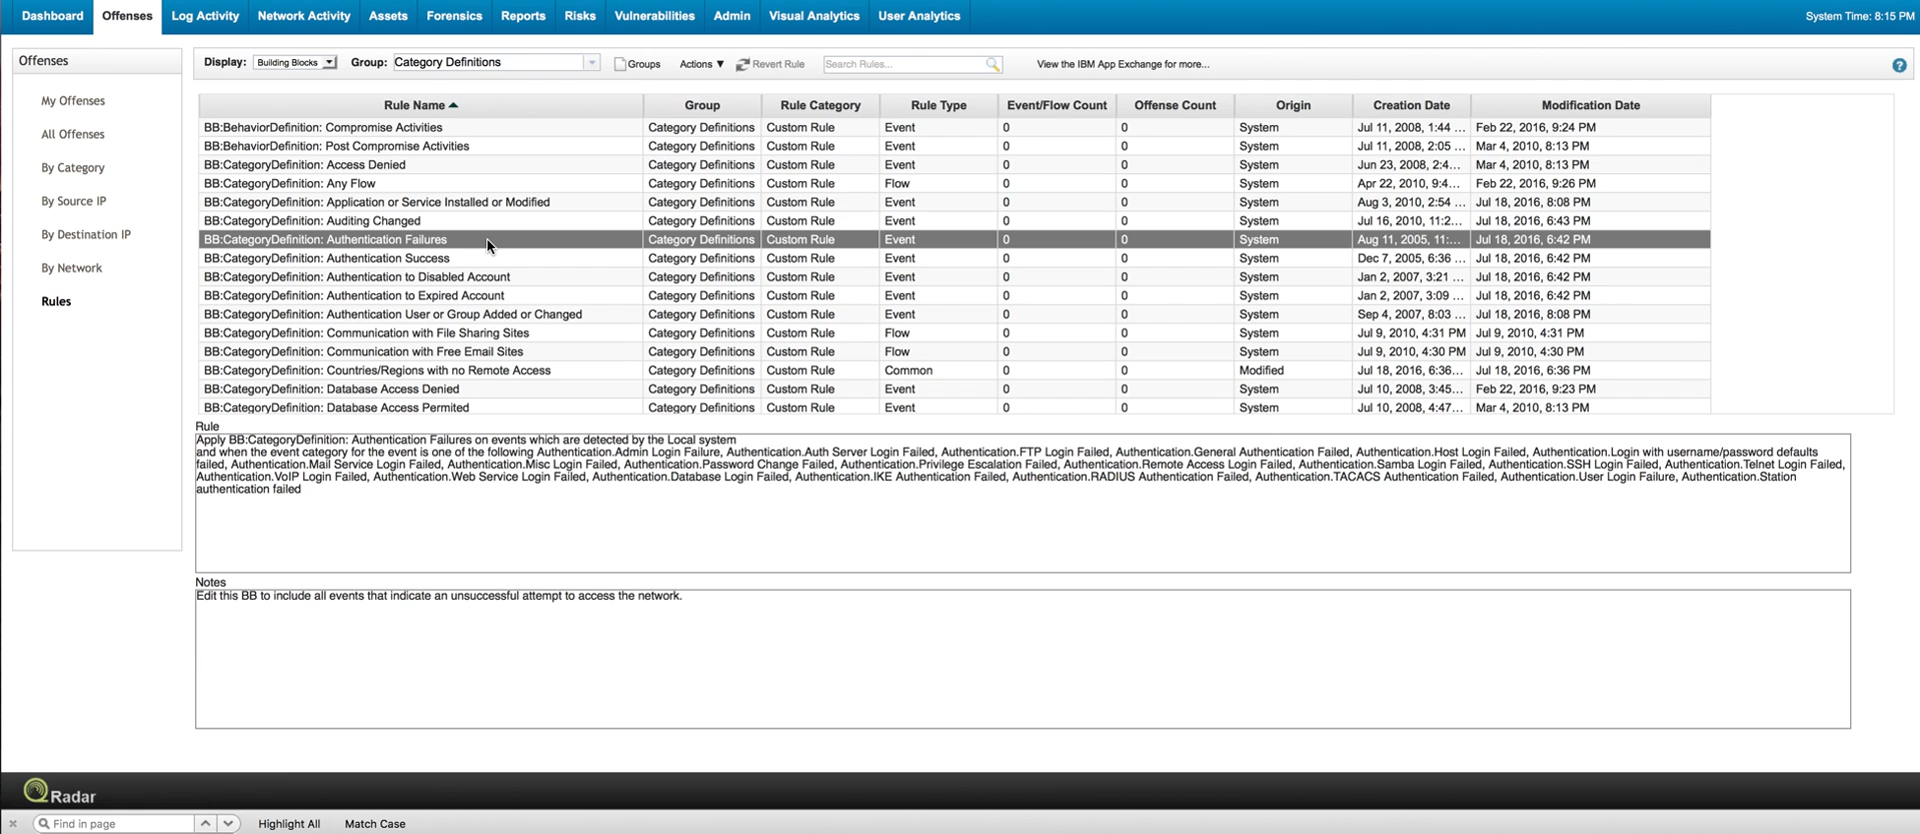 Dashboard Offenses Log Activity Network Activity Assets Forensics Reports Risks Vulnerabilities Admin Visual Analytics User Analytics System Time: 8:15 PM
Offenses
My Offenses
All Offenses
By Category
By Source IP
By Destination IP
By Network
Rules
Display: Building Blocks Group: Category Definitions Groups Actions Revert Rule Search Rules... View the IBM App Exchange for more... ?
Rule Name Group Rule Category Rule Type Event/Flow Count Offense Count Origin Creation Date Modification Date
BB:BehaviorDefinition: Compromise Activities Category Definitions Custom Rule Event 0 0 System Jul 11, 2008, 1:44 ... Feb 22, 2016, 9:24 PM
BB:BehaviorDefinition: Post Compromise Activities Category Definitions Custom Rule Event 0 0 System Jul 11, 2008, 2:05 ... Mar 4, 2010, 8:13 PM
BB:CategoryDefinition: Access Denied Category Definitions Custom Rule Event 0 0 System Jun 23, 2008, 2:4... Mar 4, 2010, 8:13 PM
BB:CategoryDefinition: Any Flow Category Definitions Custom Rule Flow 0 0 System Apr 22, 2010, 9:4... Feb 22, 2016, 9:26 PM
BB:CategoryDefinition: Application or Service Installed or Modified Category Definitions Custom Rule Event 0 0 System Aug 3, 2010, 2:54 ... Jul 18, 2016, 8:08 PM
BB:CategoryDefinition: Auditing Changed Category Definitions Custom Rule Event 0 0 System Jul 16, 2010, 11:2... Jul 18, 2016, 6:43 PM
BB:CategoryDefinition: Authentication Failures Category Definitions Custom Rule Event 0 0 System Aug 11, 2005, 11:... Jul 18, 2016, 6:42 PM
BB:CategoryDefinition: Authentication Success Category Definitions Custom Rule Event 0 0 System Dec 7, 2005, 6:36 ... Jul 18, 2016, 6:42 PM
BB:CategoryDefinition: Authentication to Disabled Account Category Definitions Custom Rule Event 0 0 System Jan 2, 2007, 3:21 ... Jul 18, 2016, 6:42 PM
BB:CategoryDefinition: Authentication to Expired Account Category Definitions Custom Rule Event 0 0 System Jan 2, 2007, 3:09 ... Jul 18, 2016, 6:42 PM
BB:CategoryDefinition: Authentication User or Group Added or Changed Category Definitions Custom Rule Event 0 0 System Sep 4, 2007, 8:03 ... Jul 18, 2016, 8:08 PM
BB:CategoryDefinition: Communication with File Sharing Sites Category Definitions Custom Rule Flow 0 0 System Jul 9, 2010, 4:31 PM Jul 9, 2010, 4:31 PM
BB:CategoryDefinition: Communication with Free Email Sites Category Definitions Custom Rule Flow 0 0 System Jul 9, 2010, 4:30 PM Jul 9, 2010, 4:30 PM
BB:CategoryDefinition: Countries/Regions with no Remote Access Category Definitions Custom Rule Common 0 0 Modified Jul 18, 2016, 6:36... Jul 18, 2016, 6:36 PM
BB:CategoryDefinition: Database Access Denied Category Definitions Custom Rule Event 0 0 System Jul 10, 2008, 3:45... Feb 22, 2016, 9:23 PM
BB:CategoryDefinition: Database Access Permited Category Definitions Custom Rule Event 0 0 System Jul 10, 2008, 4:47... Mar 4, 2010, 8:13 PM
Rule
Apply BB:CategoryDefinition: Authentication Failures on events which are detected by the Local system
and when the event category for the event is one of the following Authentication.Admin Login Failure, Authentication.Auth Server Login Failed, Authentication.FTP Login Failed, Authentication.General Authentication Failed, Authentication.Host Login Failed, Authentication.Login with username/password defaults
failed, Authentication.Mail Service Login Failed, Authentication.Misc Login Failed, Authentication.Password Change Failed, Authentication.Privilege Escalation Failed, Authentication.Remote Access Login Failed, Authentication.Samba Login Failed, Authentication.SSH Login Failed, Authentication.Telnet Login Failed,
Authentication.VoIP Login Failed, Authentication.Web Service Login Failed, Authentication.Database Login Failed, Authentication.IKE Authentication Failed, Authentication.RADIUS Authentication Failed, Authentication.TACACS Authentication Failed, Authentication.User Login Failure, Authentication.Station
authentication failed
Notes
Edit this BB to include all events that indicate an unsuccessful attempt to access the network.
QRadar
Find in page Highlight All Match Case